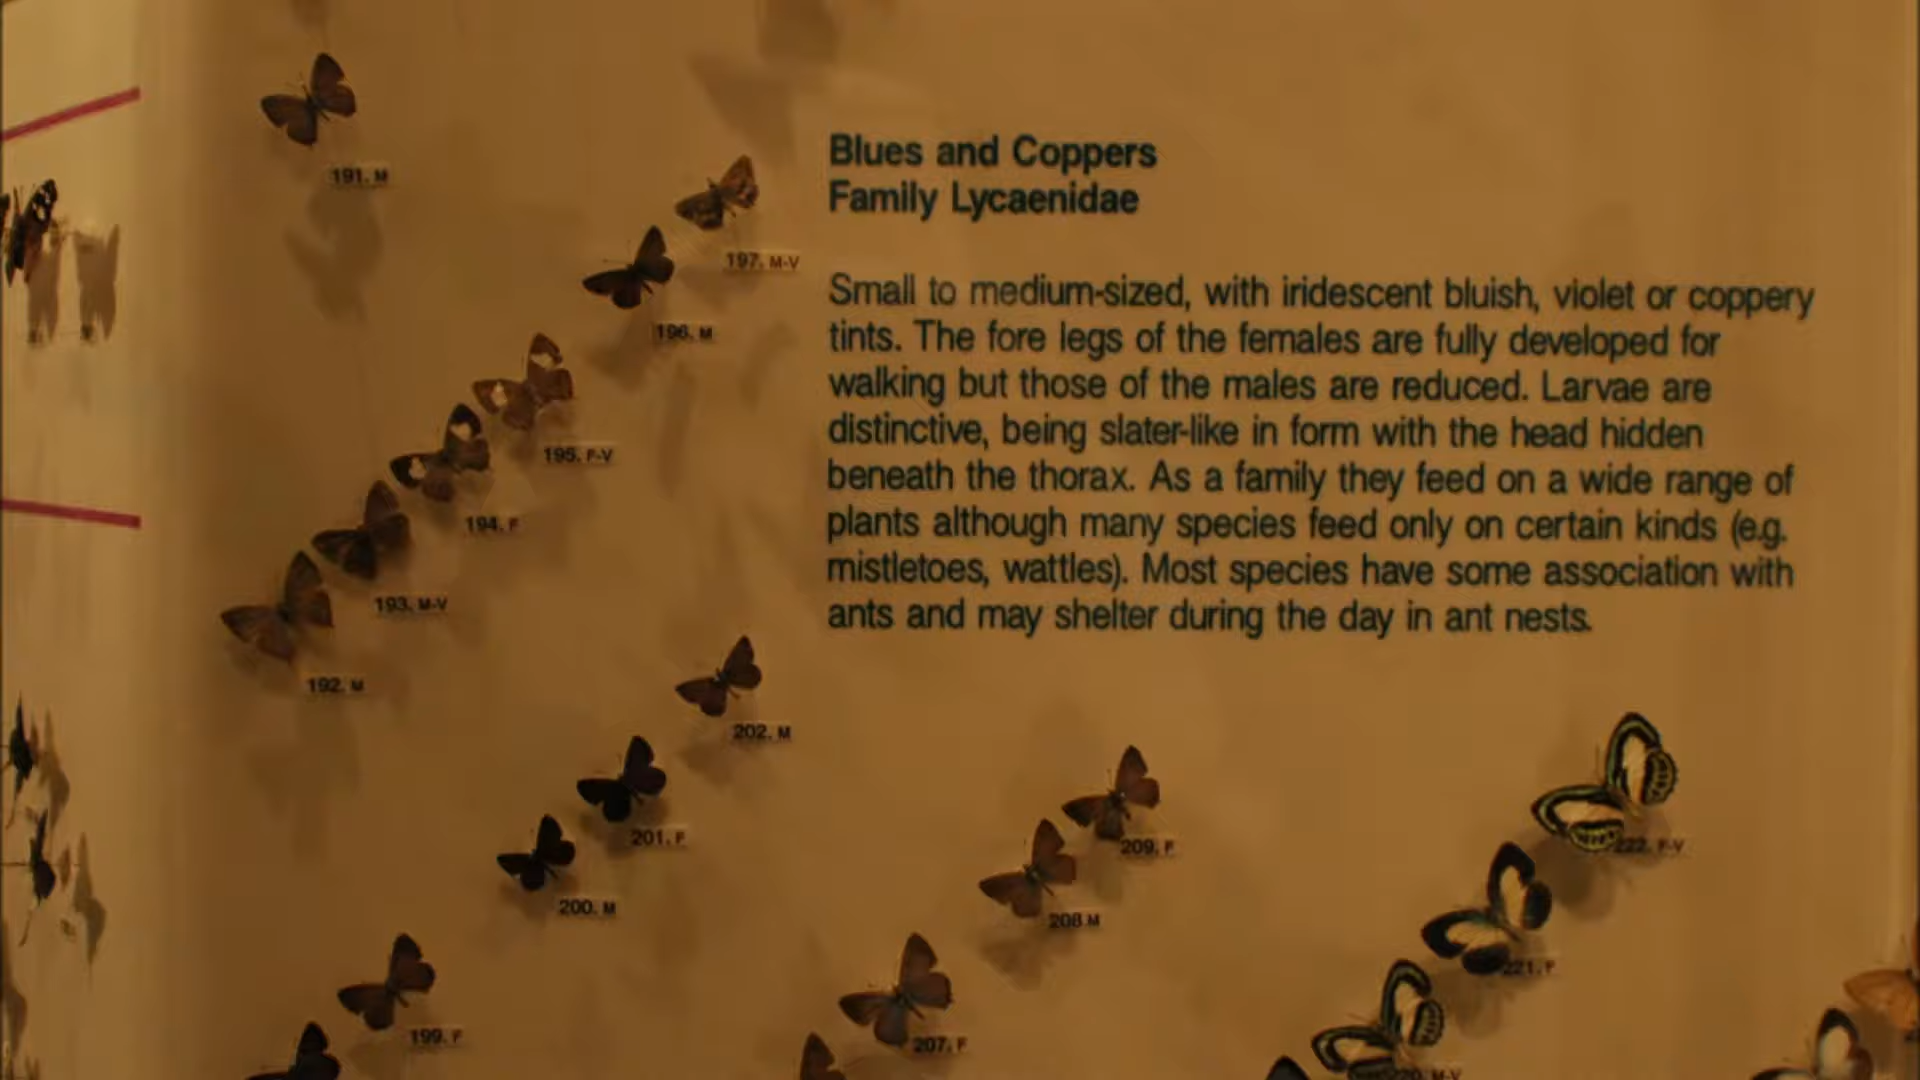 Blues and Coppers
Family Lycaenidae
Small to medium-sized, with iridescent bluish, violet or coppery
tints. The fore legs of the females are fully developed for
walking but those of the males are reduced. Larvae are
distinctive, being slater-like in form with the head hidden
beneath the thorax. As a family they feed on a wide range of
plants although many species feed only on certain kinds (e.g.
mistletoes, wattles). Most species have some association with
ants and may shelter during the day in ant nests.
191. M
197. M-V
196. M
195. F-V
194. F
193. M-V
192. M
202. M
201. F
200. M
199. F
209. F
208 M
207. F
222. F-V
221. F
220. M-V